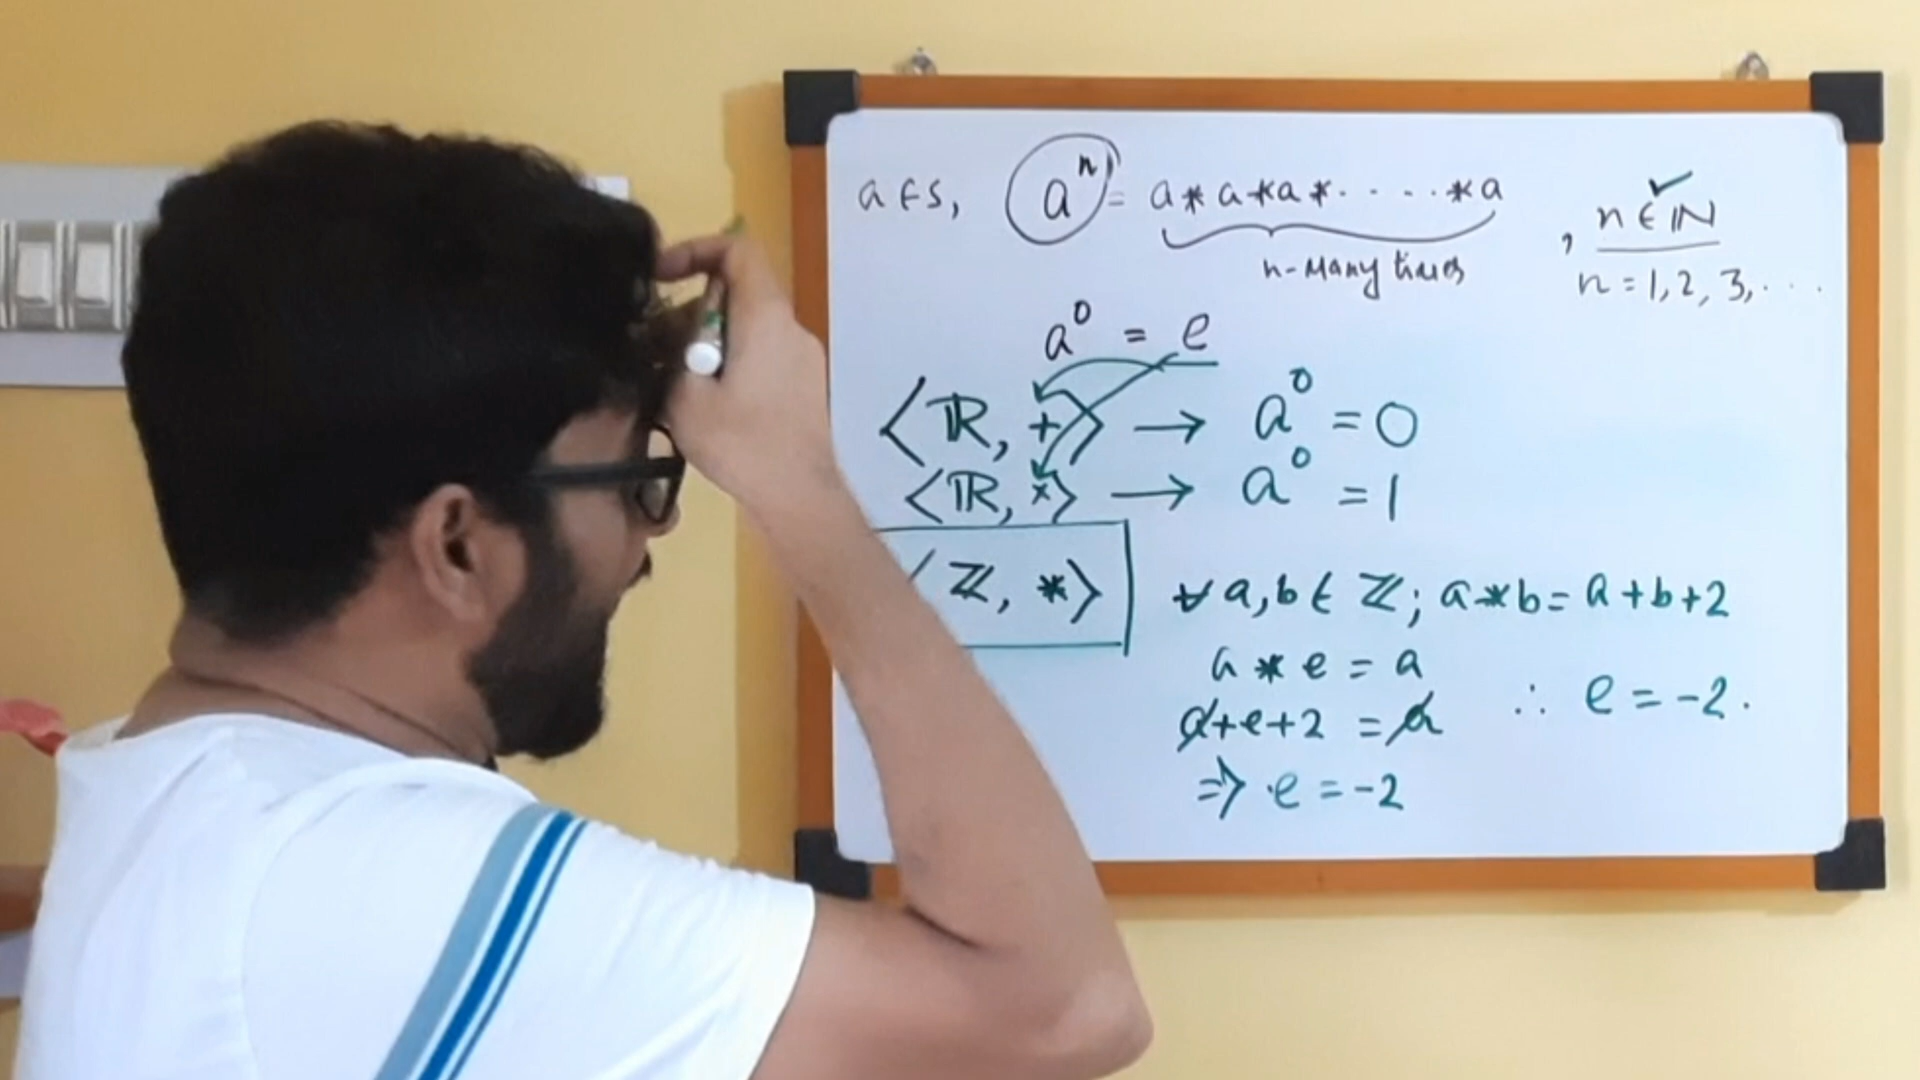 a ∈ S, aⁿ = a * a * a * · · · · · * a , n ∈ ℕ
n-Many times n = 1, 2, 3, · · ·
a⁰ = e
⟨ℝ, +⟩ → a⁰ = 0
⟨ℝ, ×⟩ → a⁰ = 1
⟨ℤ, *⟩ ∀ a, b ∈ ℤ; a * b = a + b + 2
a * e = a
a + e + 2 = a ∴ e = -2.
⇒ e = -2